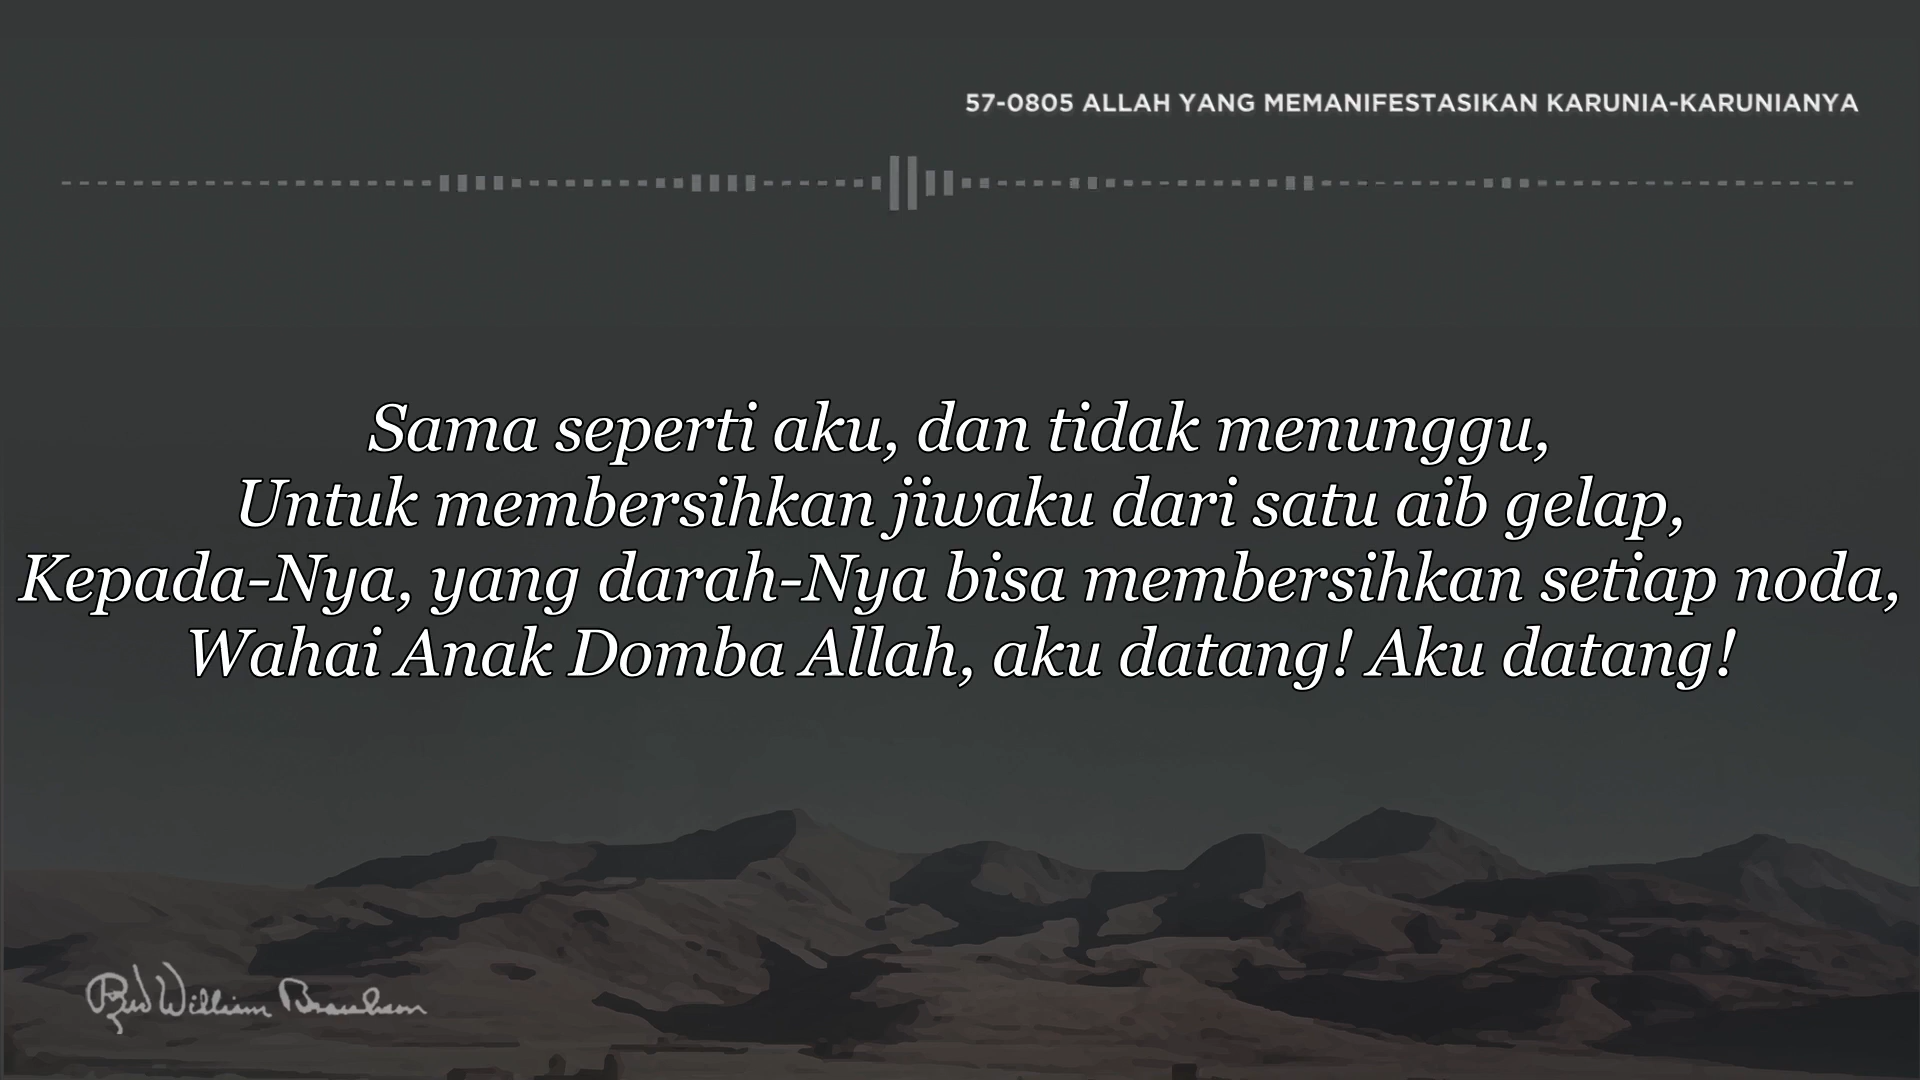 57-0805 ALLAH YANG MEMANIFESTASIKAN KARUNIA-KARUNIANYA
Sama seperti aku, dan tidak menunggu,
Untuk membersihkan jiwaku dari satu aib gelap,
Kepada-Nya, yang darah-Nya bisa membersihkan setiap noda,
Wahai Anak Domba Allah, aku datang! Aku datang!
Rev William Branham